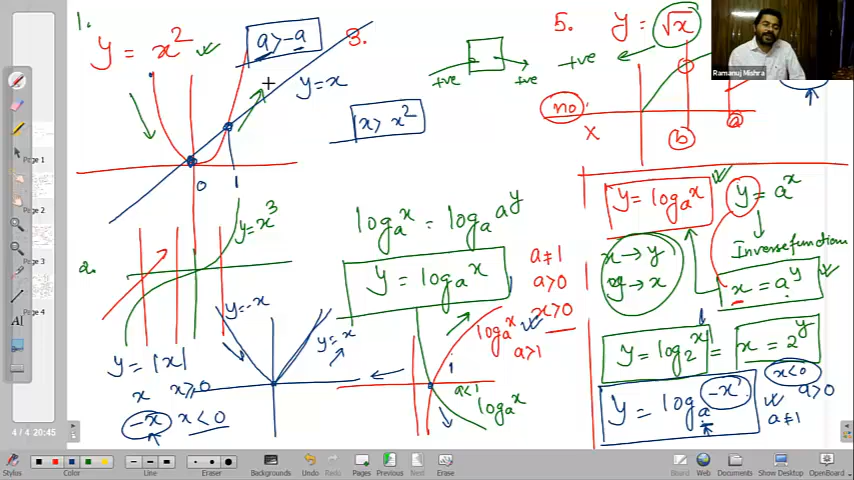 1.
y = x²
a > -a
3.
y = x
x > x²
0
1
+ve
+ve
5. y = √x
+ve
no
x
b
a
Ramanuj Mishra
2.
y = x³
y = |x|
x x ≥ 0
-x x < 0
y = -x
y = x
logₐx = logₐaʸ
y = logₐx
a ≠ 1
a > 0
x > 0
logₐx
a > 1
1
a < 1
logₐx
y = logₐx
y = aˣ
Inverse function
x → y
y → x
x = aʸ
y = log₂x = x = 2ʸ
y = logₐ-x
x < 0
a > 0
a ≠ 1
Page 1
Page 2
Page 3
Page 4
AI
4 / 4
20:45
Color
Line
Eraser
Backgrounds
Undo
Redo
Pages
Previous
Next
Erase
Board
Web
Documents
Show Desktop
OpenBoard